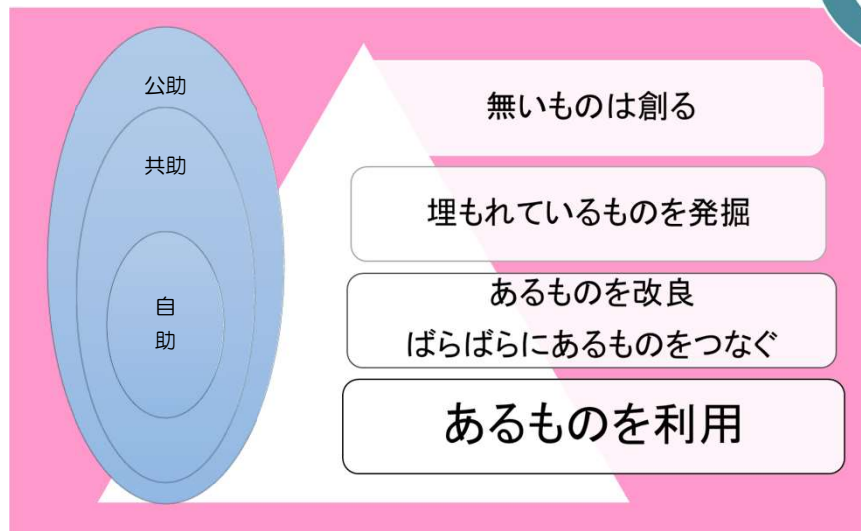 公助
共助
自
助
無いものは創る
埋もれているものを発掘
あるものを改良
ばらばらにあるものをつなぐ
あるものを利用